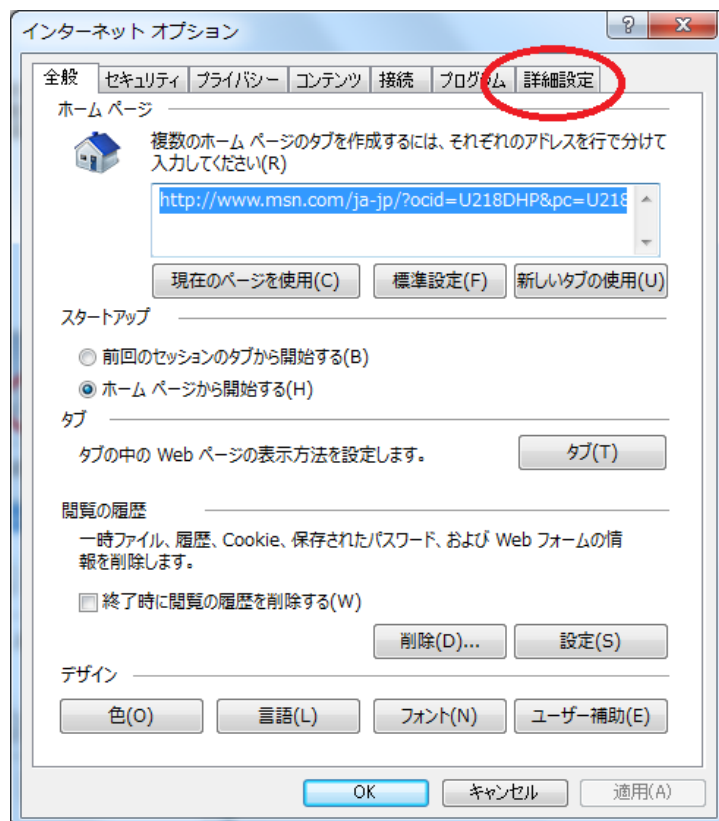 インターネット オプション
全般 セキュリティ プライバシー コンテンツ 接続 プログラム 詳細設定
ホーム ページ
複数のホーム ページのタブを作成するには、それぞれのアドレスを行で分けて
入力してください(R)
http://www.msn.com/ja-jp/?ocid=U218DHP&pc=U218
現在のページを使用(C) 標準設定(F) 新しいタブの使用(U)
スタートアップ
前回のセッションのタブから開始する(B)
ホーム ページから開始する(H)
タブ
タブの中の Web ページの表示方法を設定します。 タブ(T)
閲覧の履歴
一時ファイル、履歴、Cookie、保存されたパスワード、および Web フォームの情
報を削除します。
終了時に閲覧の履歴を削除する(W)
削除(D)... 設定(S)
デザイン
色(O) 言語(L) フォント(N) ユーザー補助(E)
OK キャンセル 適用(A)